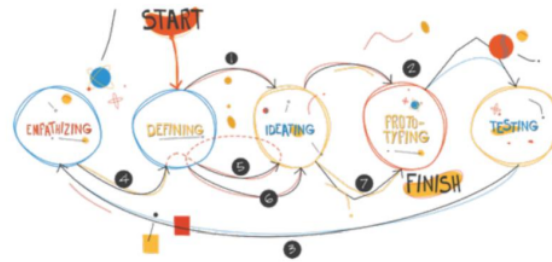 START
1
2
EMPATHIZING
DEFINING
IDEATING
PROTO-
TYPING
TESTING
4
5
6
7
FINISH
3